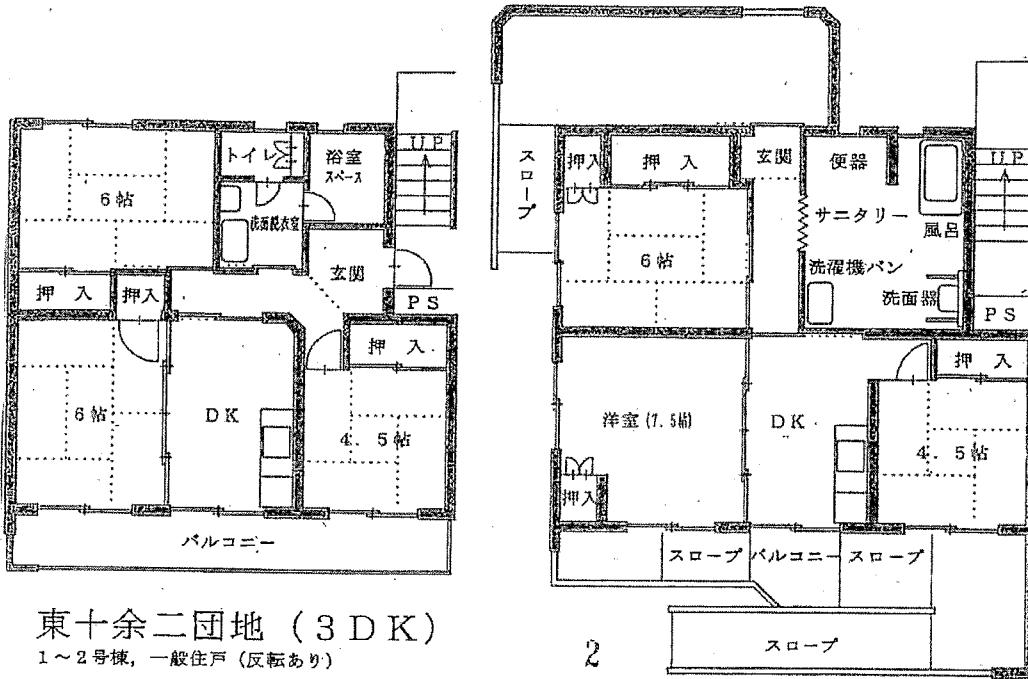 トイレ
浴室
スペース
UP
6帖
洗面脱衣室
玄関
押 入
押入
PS
押 入
6帖
DK
4.5帖
バルコニー
東十余二団地(3DK)
1~2号棟,一般住戸(反転あり)
スロープ
押入
押 入
玄関
便器
UP
サニタリー
風呂
6帖
洗濯機パン
洗面器
PS
押 入
洋室(7.5帖)
DK
4.5帖
押入
スロープ
バルコニー
スロープ
スロープ
2